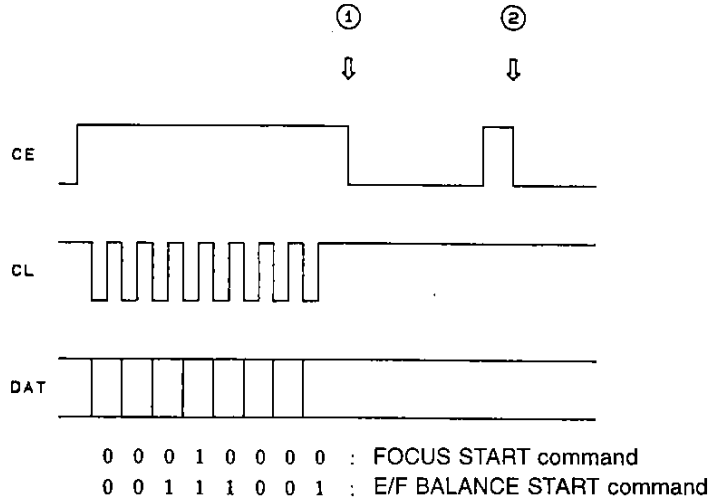 ① ②
CE
CL
DAT
0 0 0 1 0 0 0 0 : FOCUS START command
0 0 1 1 1 0 0 1 : E/F BALANCE START command